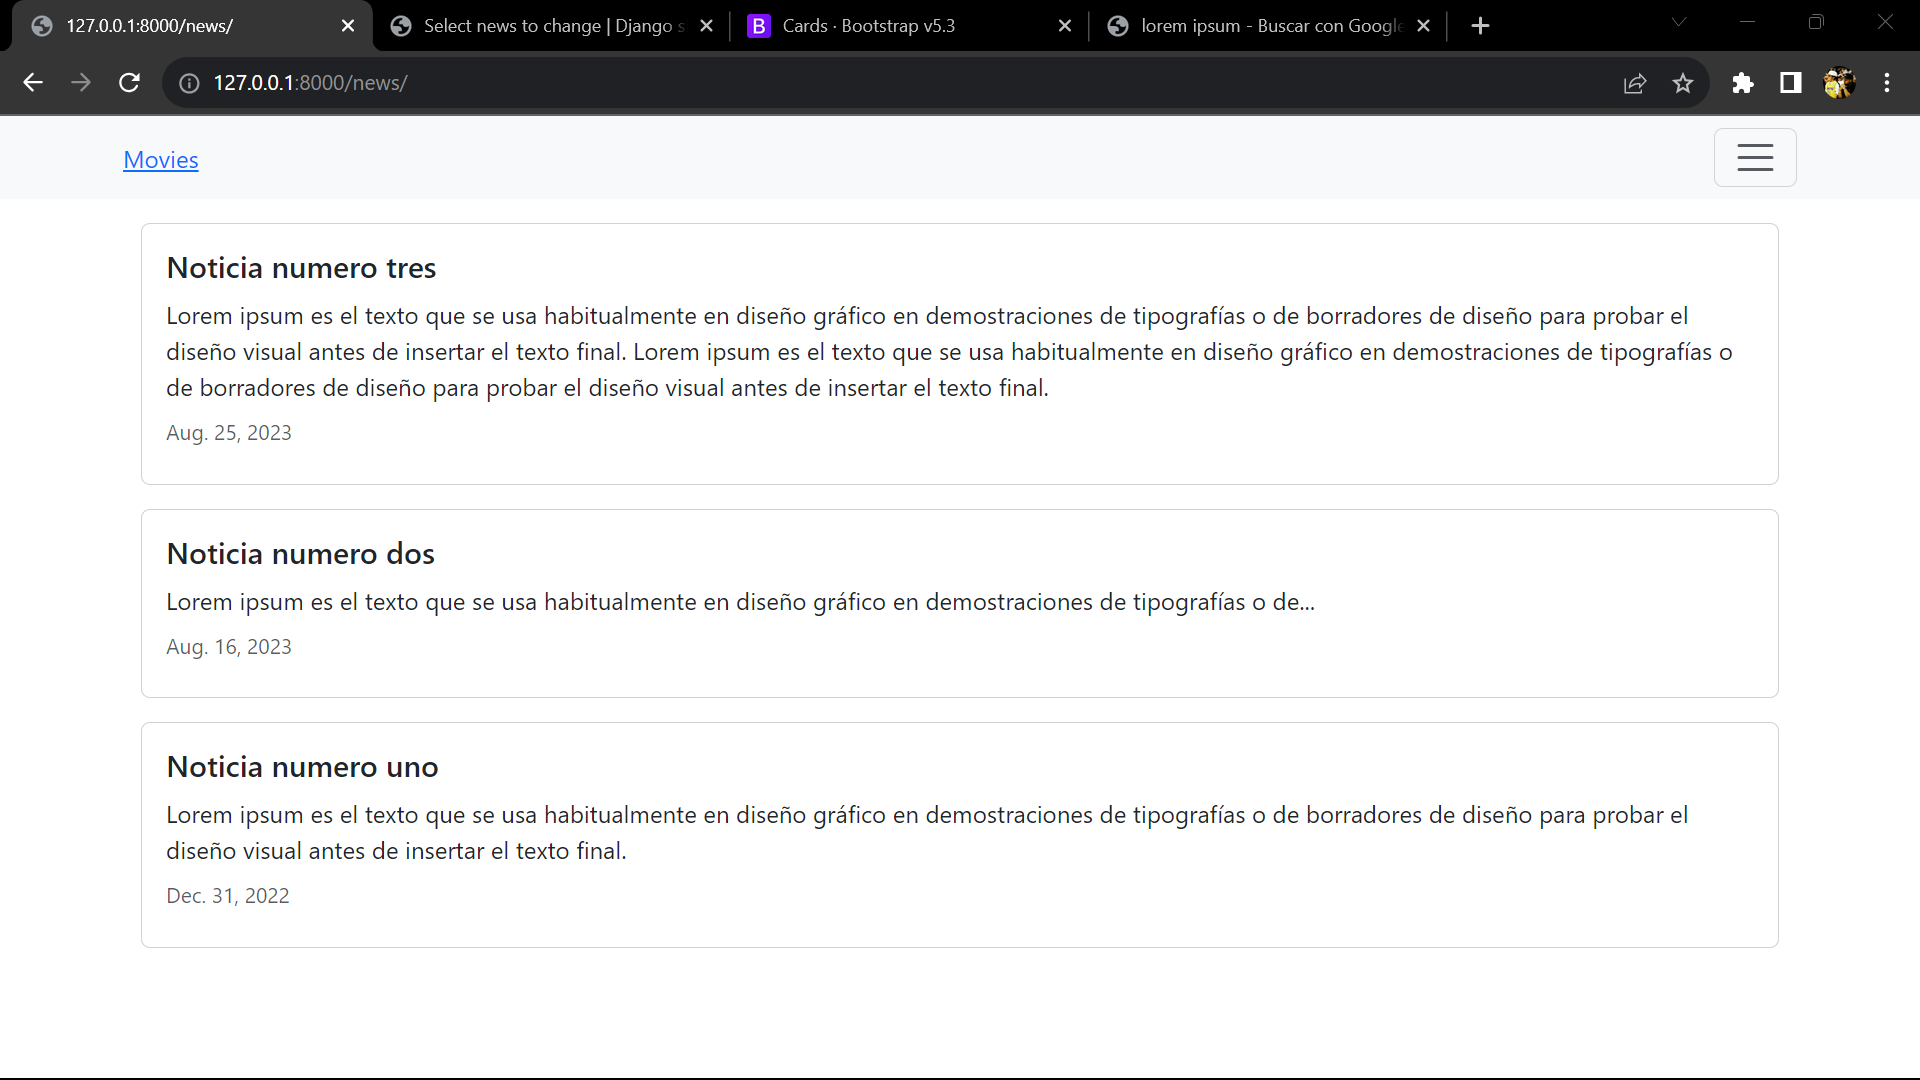 127.0.0.1:8000/news/
Select news to change | Django s
B Cards · Bootstrap v5.3
lorem ipsum - Buscar con Google
127.0.0.1:8000/news/
Movies
Noticia numero tres
Lorem ipsum es el texto que se usa habitualmente en diseño gráfico en demostraciones de tipografías o de borradores de diseño para probar el
diseño visual antes de insertar el texto final. Lorem ipsum es el texto que se usa habitualmente en diseño gráfico en demostraciones de tipografías o
de borradores de diseño para probar el diseño visual antes de insertar el texto final.
Aug. 25, 2023
Noticia numero dos
Lorem ipsum es el texto que se usa habitualmente en diseño gráfico en demostraciones de tipografías o de...
Aug. 16, 2023
Noticia numero uno
Lorem ipsum es el texto que se usa habitualmente en diseño gráfico en demostraciones de tipografías o de borradores de diseño para probar el
diseño visual antes de insertar el texto final.
Dec. 31, 2022